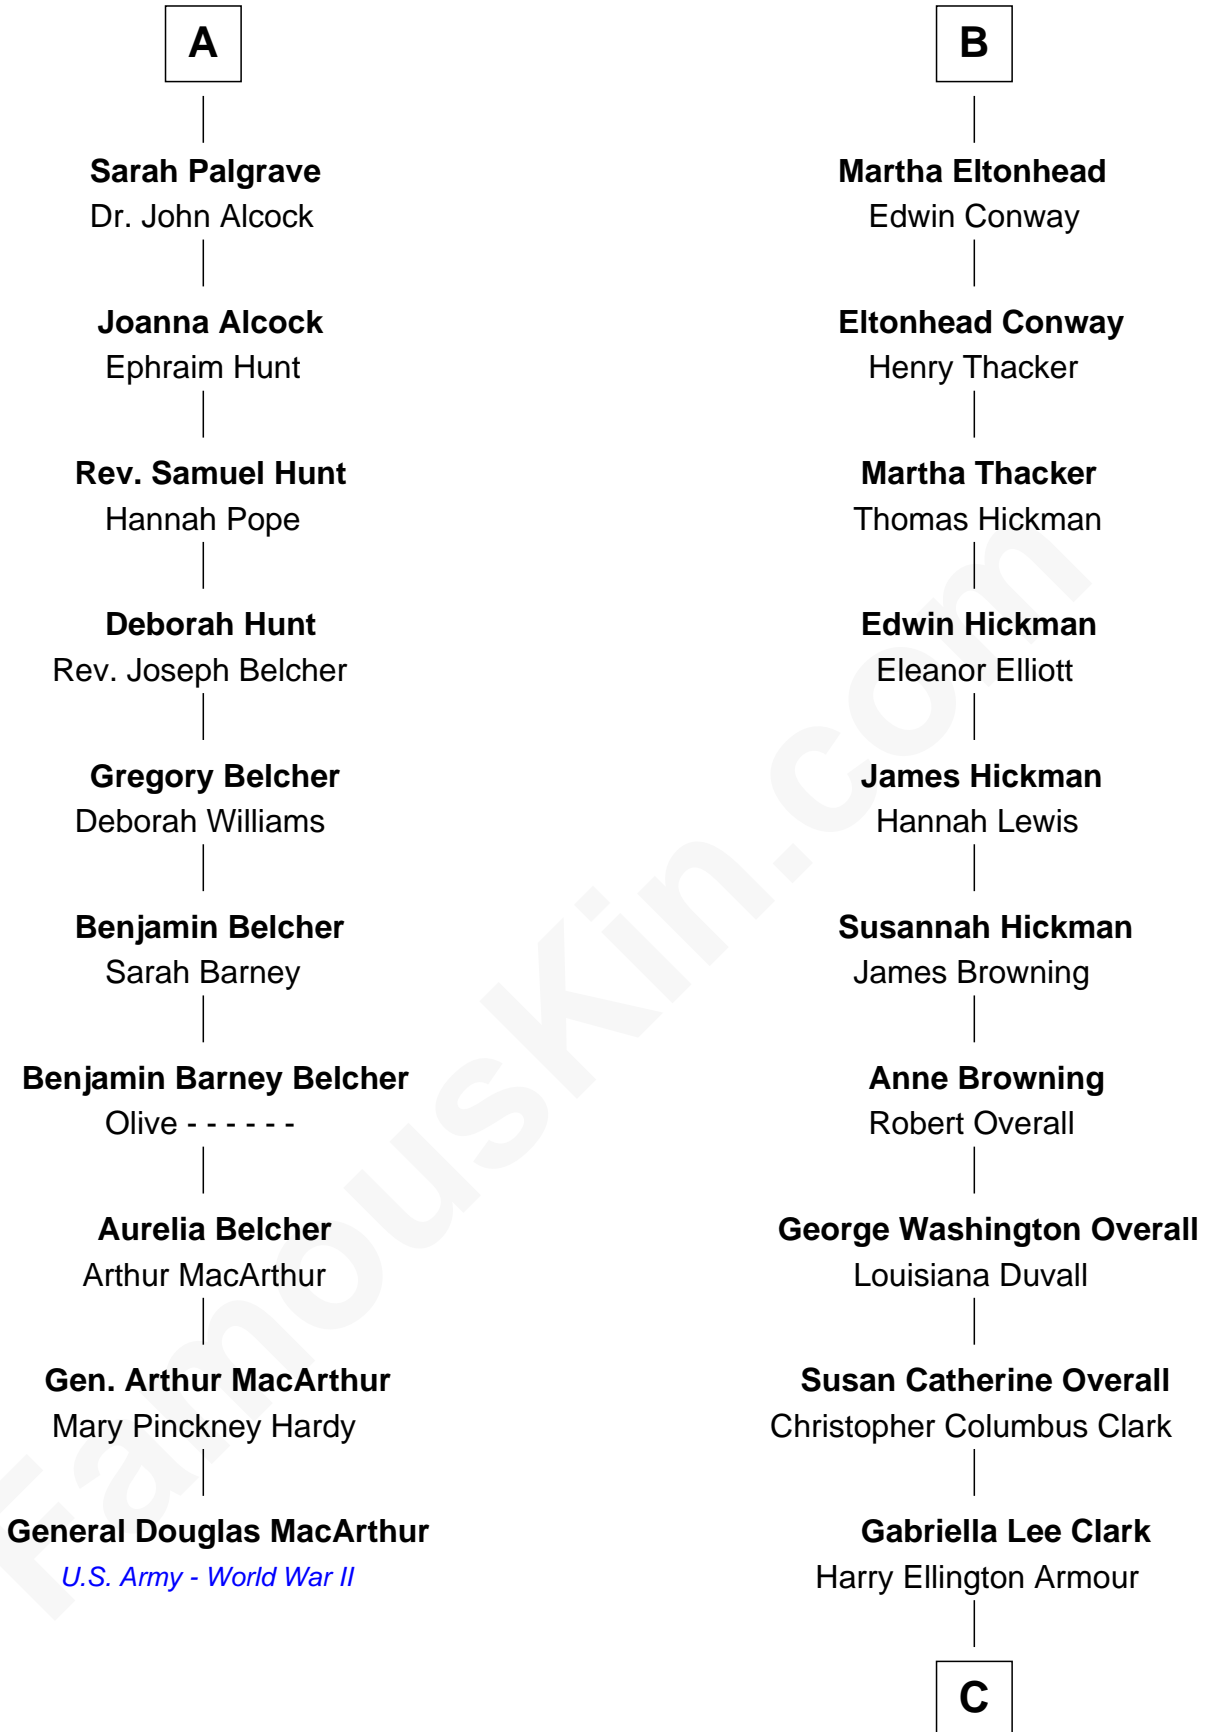 A
Sarah Palgrave
Dr. John Alcock
Joanna Alcock
Ephraim Hunt
Rev. Samuel Hunt
Hannah Pope
Deborah Hunt
Rev. Joseph Belcher
Gregory Belcher
Deborah Williams
Benjamin Belcher
Sarah Barney
Benjamin Barney Belcher
Olive - - - - - -
Aurelia Belcher
Arthur MacArthur
Gen. Arthur MacArthur
Mary Pinckney Hardy
General Douglas MacArthur
U.S. Army - World War II
B
Martha Eltonhead
Edwin Conway
Eltonhead Conway
Henry Thacker
Martha Thacker
Thomas Hickman
Edwin Hickman
Eleanor Elliott
James Hickman
Hannah Lewis
Susannah Hickman
James Browning
Anne Browning
Robert Overall
George Washington Overall
Louisiana Duvall
Susan Catherine Overall
Christopher Columbus Clark
Gabriella Lee Clark
Harry Ellington Armour
C
FamousKin.com